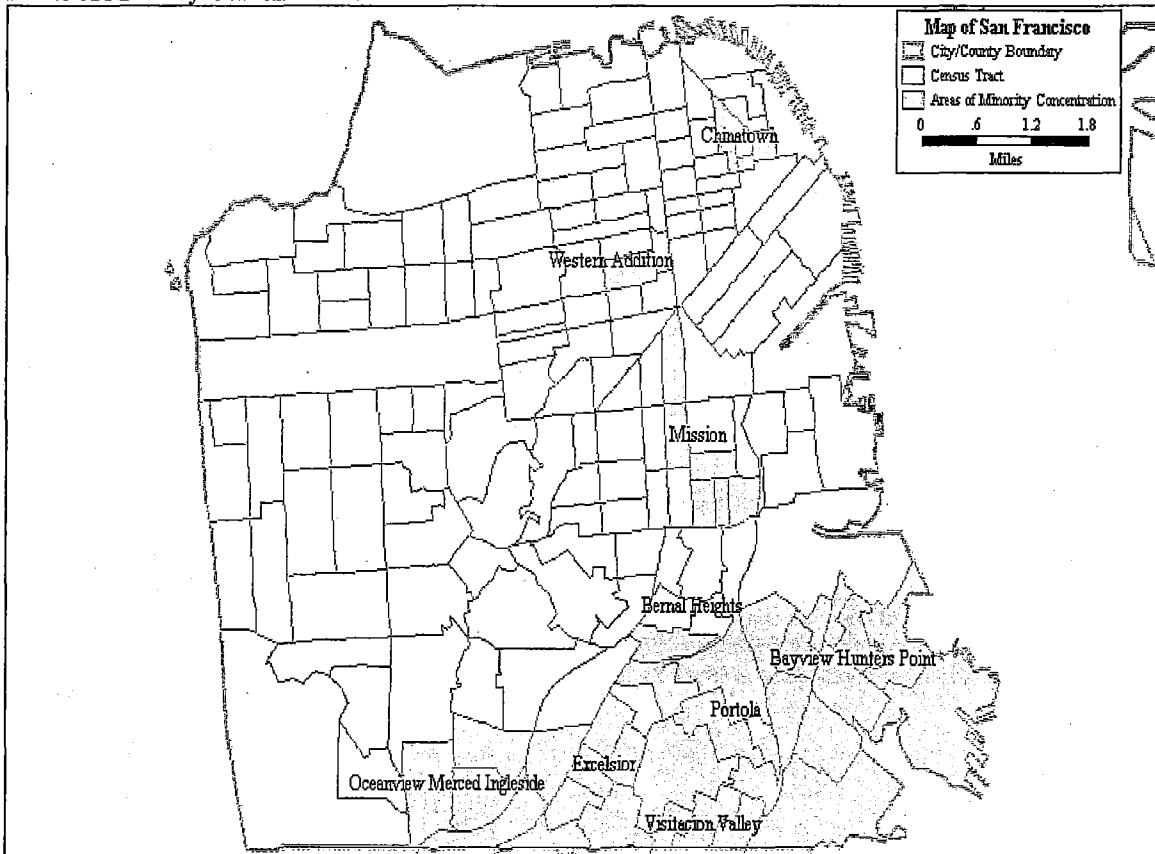 Map of San Francisco
City/County Boundary
Census Tract
Areas of Minority Concentration
0 .6 1.2 1.8
Miles
Chinatown
Western Addition
Mission
Bernal Heights
Bayview Hunters Point
Portola
Excelsior
Oceanview Merced Ingleside
Visitacion Valley